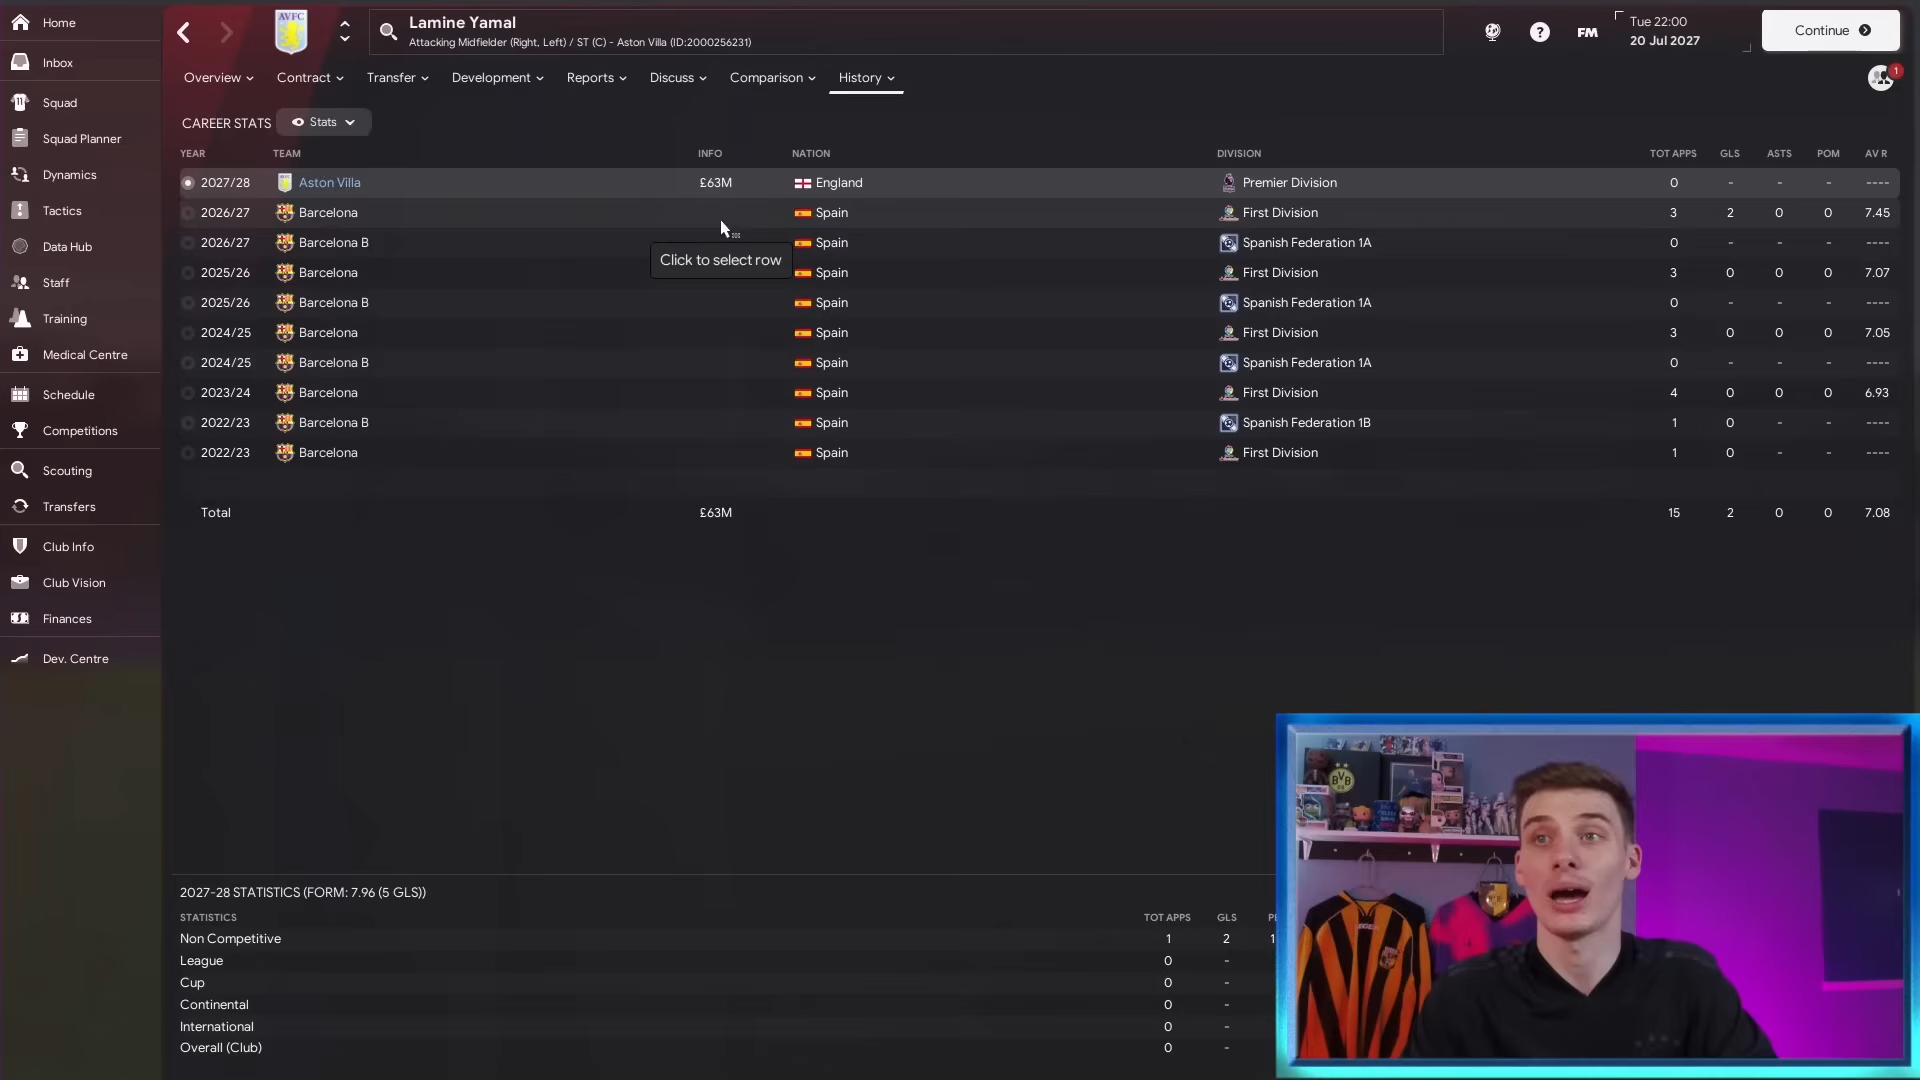 Home
Inbox
Squad
Squad Planner
Dynamics
Tactics
Data Hub
Staff
Training
Medical Centre
Schedule
Competitions
Scouting
Transfers
Club Info
Club Vision
Finances
Dev. Centre
AVFC
Lamine Yamal
Attacking Midfielder (Right, Left) / ST (C) - Aston Villa (ID:2000256231)
? FM
Tue 22:00
20 Jul 2027
Continue
Overview Contract Transfer Development Reports Discuss Comparison History
1
CAREER STATS Stats
YEAR TEAM INFO NATION DIVISION TOT APPS GLS ASTS POM AV R
2027/28 Aston Villa £63M England Premier Division 0 - - - ----
2026/27 Barcelona Spain First Division 3 2 0 0 7.45
2026/27 Barcelona B Spain Spanish Federation 1A 0 - - - ----
Click to select row
2025/26 Barcelona Spain First Division 3 0 0 0 7.07
2025/26 Barcelona B Spain Spanish Federation 1A 0 - - - ----
2024/25 Barcelona Spain First Division 3 0 0 0 7.05
2024/25 Barcelona B Spain Spanish Federation 1A 0 - - - ----
2023/24 Barcelona Spain First Division 4 0 0 0 6.93
2022/23 Barcelona B Spain Spanish Federation 1B 1 0 - - ----
2022/23 Barcelona Spain First Division 1 0 - - ----
Total £63M 15 2 0 0 7.08
2027-28 STATISTICS (FORM: 7.96 (5 GLS))
STATISTICS TOT APPS GLS
Non Competitive 1 2 1
League 0 -
Cup 0 -
Continental 0 -
International 0 -
Overall (Club) 0 -
BVB